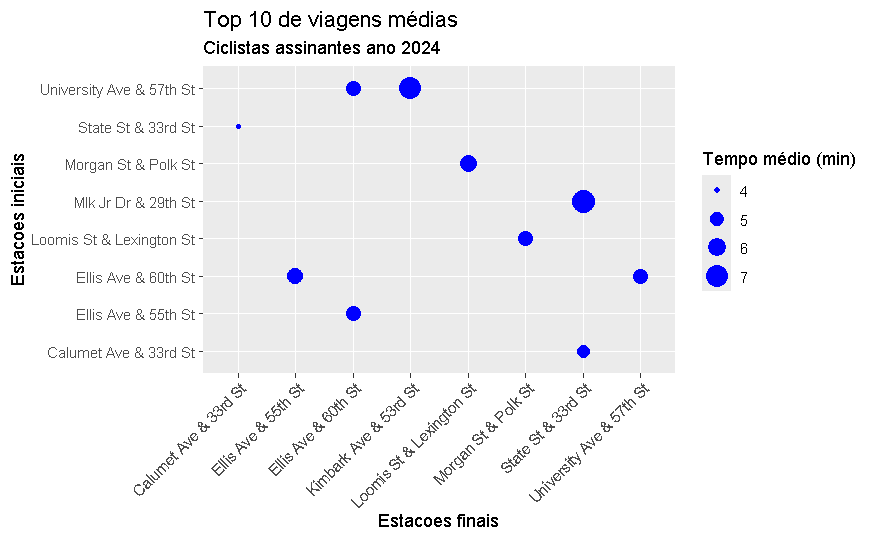 Top 10 de viagens médias
Ciclistas assinantes ano 2024
Estacoes iniciais
University Ave & 57th St
State St & 33rd St
Morgan St & Polk St
Mlk Jr Dr & 29th St
Loomis St & Lexington St
Ellis Ave & 60th St
Ellis Ave & 55th St
Calumet Ave & 33rd St
Calumet Ave & 33rd St
Ellis Ave & 55th St
Ellis Ave & 60th St
Kimbark Ave & 53rd St
Loomis St & Lexington St
Morgan St & Polk St
State St & 33rd St
University Ave & 57th St
Estacoes finais
Tempo médio (min)
4
5
6
7